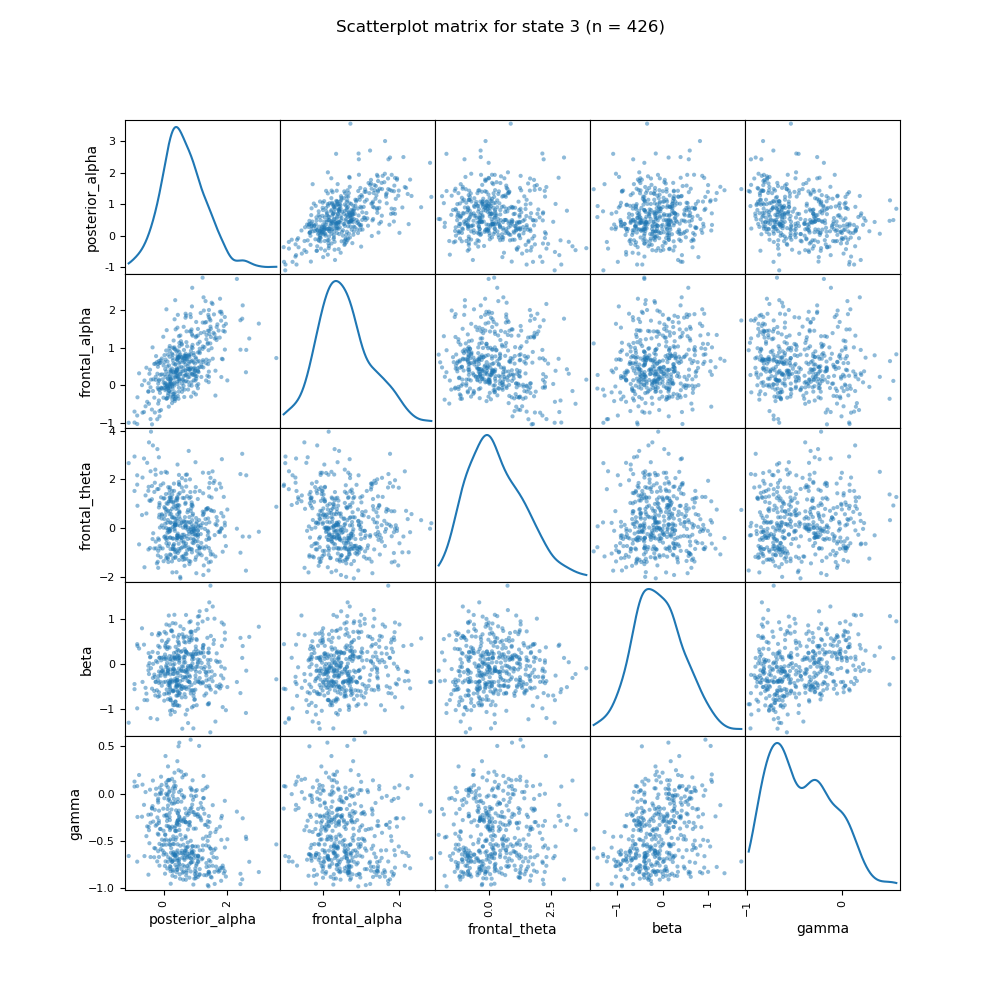 Scatterplot matrix for state 3 (n = 426)
posterior_alpha
3
2
1
0
-1
frontal_alpha
2
1
0
−1
frontal_theta
4
2
0
−2
beta
1
0
−1
gamma
0.5
0.0
−0.5
−1.0
0 2 0 2 0.0 2.5 −1 0 1 −1 0
posterior_alpha frontal_alpha frontal_theta beta gamma